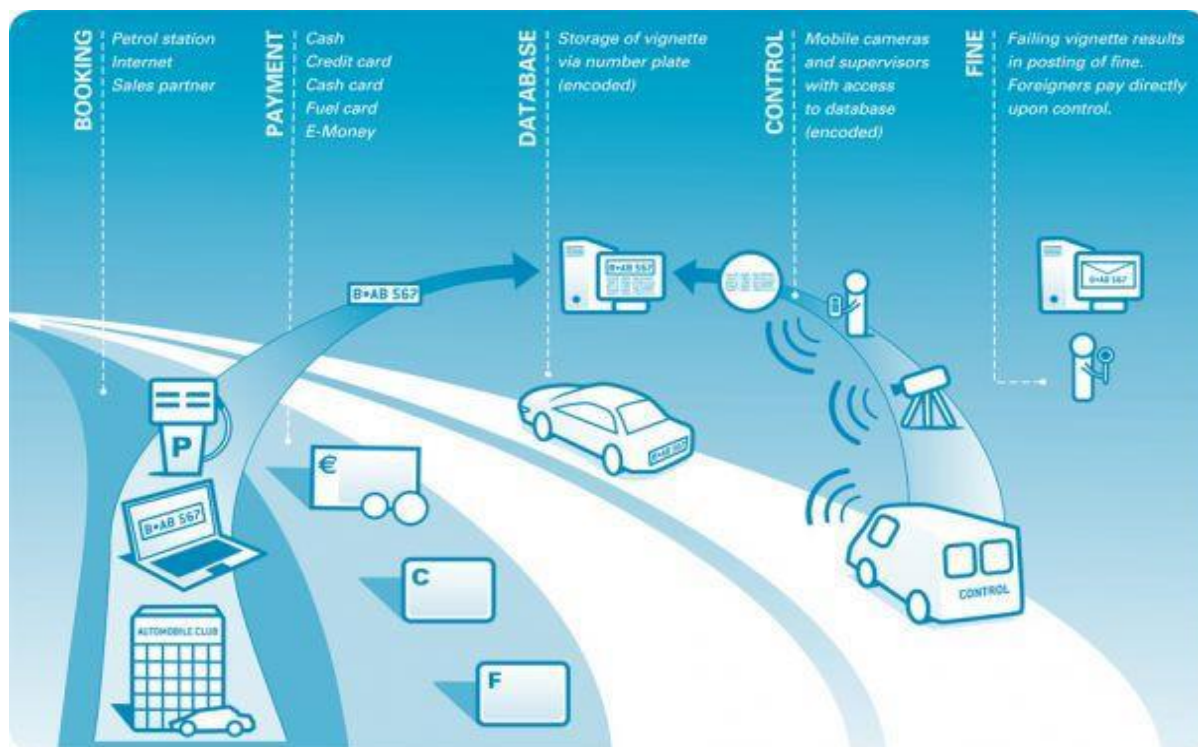 BOOKING
Petrol station
Internet
Sales partner
PAYMENT
Cash
Credit card
Cash card
Fuel card
E-Money
DATABASE
Storage of vignette
via number plate
(encoded)
CONTROL
Mobile cameras
and supervisors
with access
to database
(encoded)
FINE
Failing vignette results
in posting of fine.
Foreigners pay directly
upon control.
B•AB 567
B•AB 567
B•AB 567
P
€
B•AB 567
B•AB 567
C
CONTROL
AUTOMOBILE CLUB
F